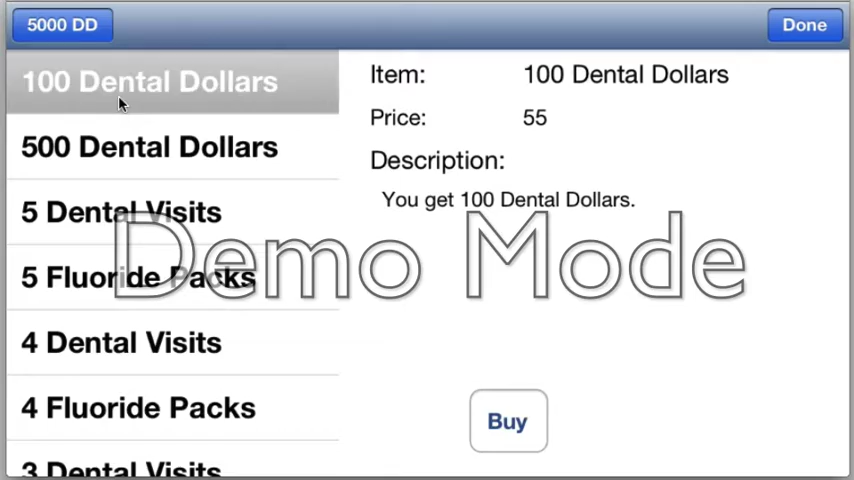 5000 DD
Done
100 Dental Dollars
500 Dental Dollars
5 Dental Visits
5 Fluoride Packs
4 Dental Visits
4 Fluoride Packs
3 Dental Visits
Item: 100 Dental Dollars
Price: 55
Description:
You get 100 Dental Dollars.
Demo Mode
Buy